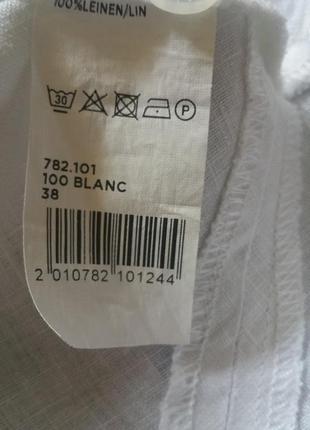 100%LEINEN/LIN
30 P
782.101
100 BLANC
38
2 010782 101244